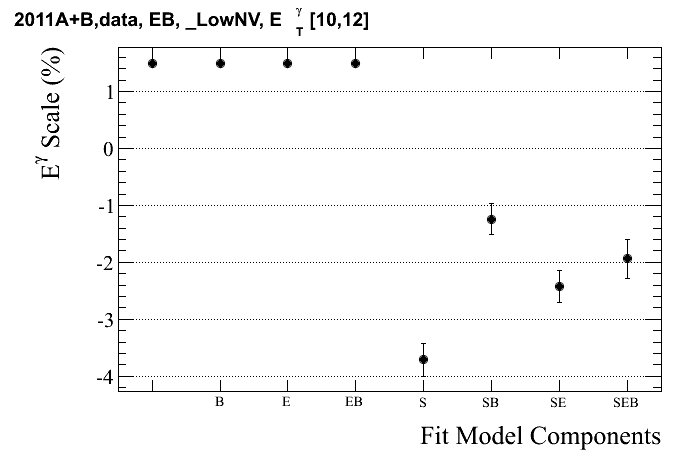 2011A+B,data, EB, _LowNV, E γ T [10,12]
E γ Scale (%)
1
0
-1
-2
-3
-4
B E EB S SB SE SEB
Fit Model Components